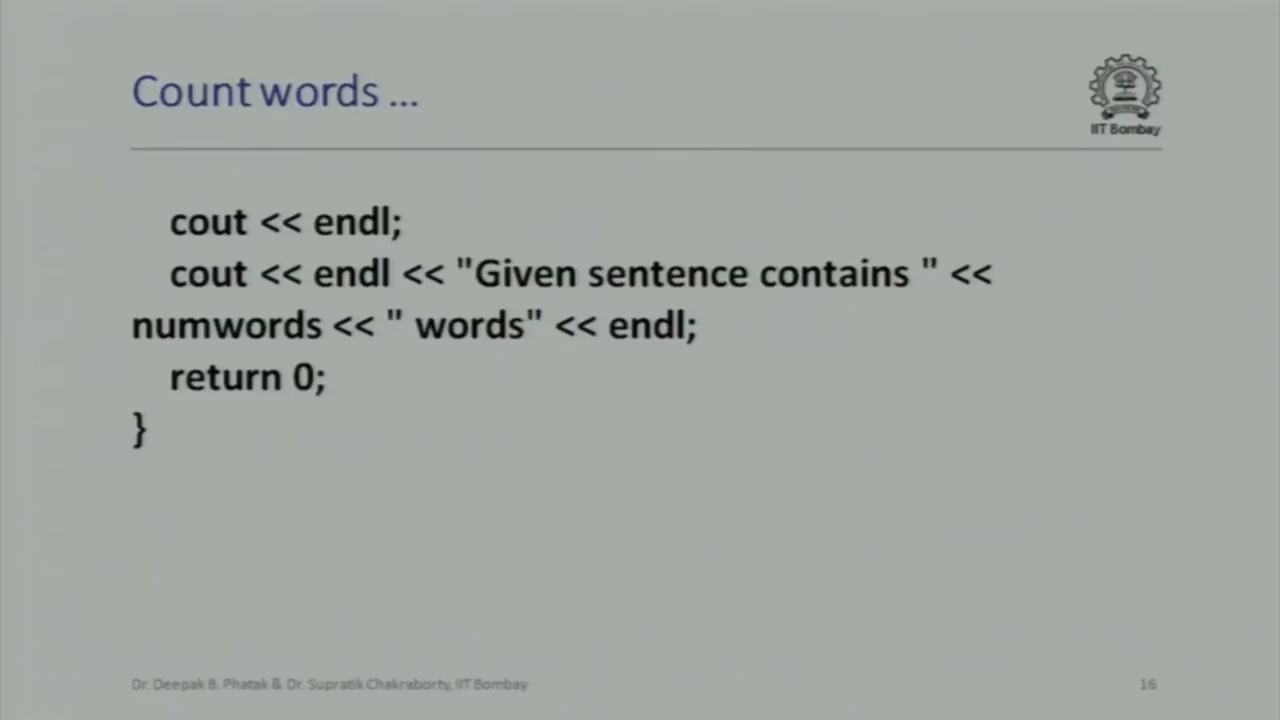 Count words ...
IIT Bombay
cout << endl;
cout << endl << "Given sentence contains " <<
numwords << " words" << endl;
return 0;
}
Dr. Deepak B. Phatak & Dr. Supratik Chakraborty, IIT Bombay
16